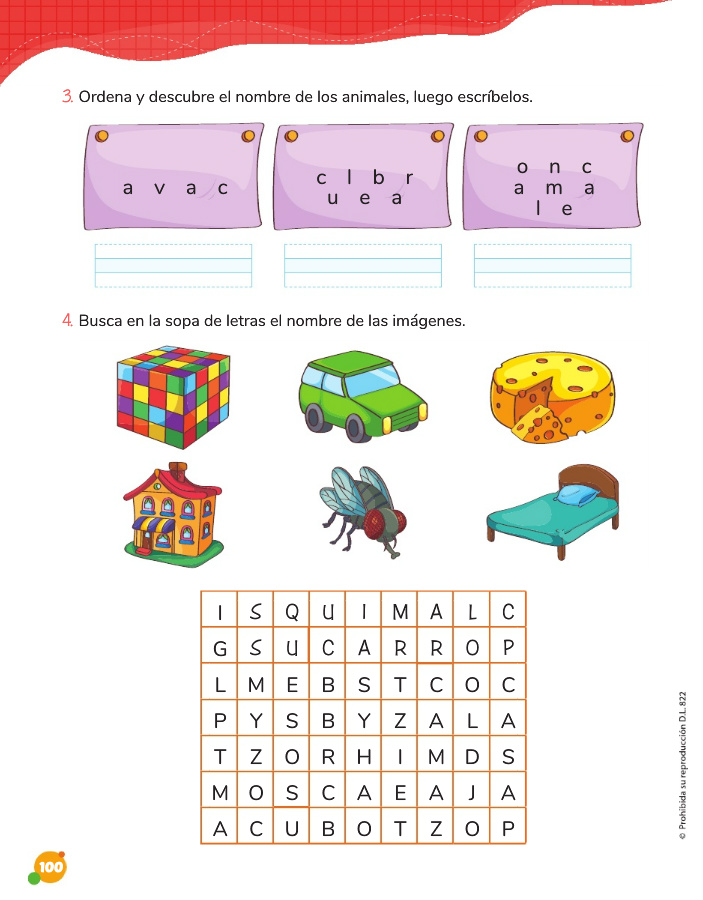 3. Ordena y descubre el nombre de los animales, luego escríbelos.
a v a c
c l b r
u e a
o n c
a m a
l e
4. Busca en la sopa de letras el nombre de las imágenes.
I S Q U I M A L C
G S U C A R R O P
L M E B S T C O C
P Y S B Y Z A L A
T Z O R H I M D S
M O S C A E A J A
A C U B O T Z O P
© Prohibida su reproducción D.L. 822
100